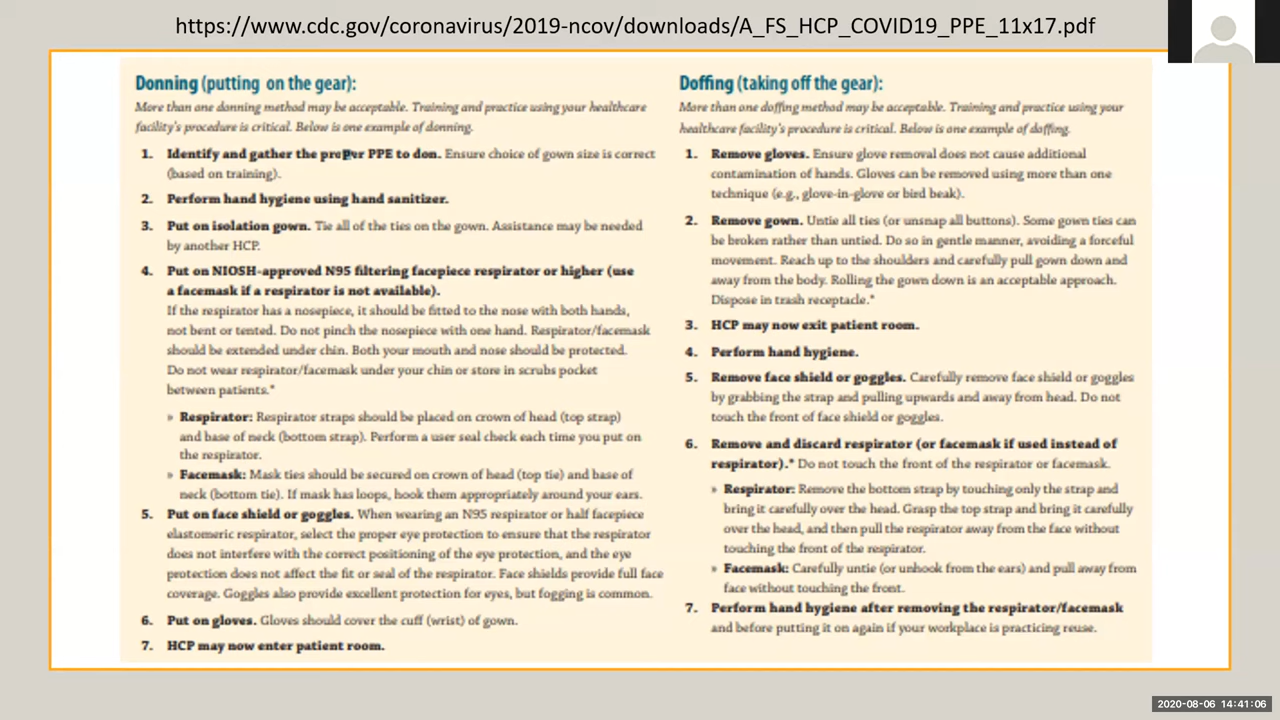 https://www.cdc.gov/coronavirus/2019-ncov/downloads/A_FS_HCP_COVID19_PPE_11x17.pdf
Donning (putting on the gear):
More than one donning method may be acceptable. Training and practice using your healthcare
facility's procedure is critical. Below is one example of donning.
1. Identify and gather the proper PPE to don. Ensure choice of gown size is correct
(based on training).
2. Perform hand hygiene using hand sanitizer.
3. Put on isolation gown. Tie all of the ties on the gown. Assistance may be needed
by another HCP.
4. Put on NIOSH-approved N95 filtering facepiece respirator or higher (use
a facemask if a respirator is not available).
If the respirator has a nosepiece, it should be fitted to the nose with both hands,
not bent or tented. Do not pinch the nosepiece with one hand. Respirator/facemask
should be extended under chin. Both your mouth and nose should be protected.
Do not wear respirator/facemask under your chin or store in scrubs pocket
between patients.*
» Respirator: Respirator straps should be placed on crown of head (top strap)
and base of neck (bottom strap). Perform a user seal check each time you put on
the respirator.
» Facemask: Mask ties should be secured on crown of head (top tie) and base of
neck (bottom tie). If mask has loops, hook them appropriately around your ears.
5. Put on face shield or goggles. When wearing an N95 respirator or half facepiece
elastomeric respirator, select the proper eye protection to ensure that the respirator
does not interfere with the correct positioning of the eye protection, and the eye
protection does not affect the fit or seal of the respirator. Face shields provide full face
coverage. Goggles also provide excellent protection for eyes, but fogging is common.
6. Put on gloves. Gloves should cover the cuff (wrist) of gown.
7. HCP may now enter patient room.
Doffing (taking off the gear):
More than one doffing method may be acceptable. Training and practice using your
healthcare facility's procedure is critical. Below is one example of doffing.
1. Remove gloves. Ensure glove removal does not cause additional
contamination of hands. Gloves can be removed using more than one
technique (e.g., glove-in-glove or bird beak).
2. Remove gown. Untie all ties (or unsnap all buttons). Some gown ties can
be broken rather than untied. Do so in gentle manner, avoiding a forceful
movement. Reach up to the shoulders and carefully pull gown down and
away from the body. Rolling the gown down is an acceptable approach.
Dispose in trash receptacle.*
3. HCP may now exit patient room.
4. Perform hand hygiene.
5. Remove face shield or goggles. Carefully remove face shield or goggles
by grabbing the strap and pulling upwards and away from head. Do not
touch the front of face shield or goggles.
6. Remove and discard respirator (or facemask if used instead of
respirator).* Do not touch the front of the respirator or facemask.
» Respirator: Remove the bottom strap by touching only the strap and
bring it carefully over the head. Grasp the top strap and bring it carefully
over the head, and then pull the respirator away from the face without
touching the front of the respirator.
» Facemask: Carefully untie (or unhook from the ears) and pull away from
face without touching the front.
7. Perform hand hygiene after removing the respirator/facemask
and before putting it on again if your workplace is practicing reuse.
2020-08-06 14:41:06